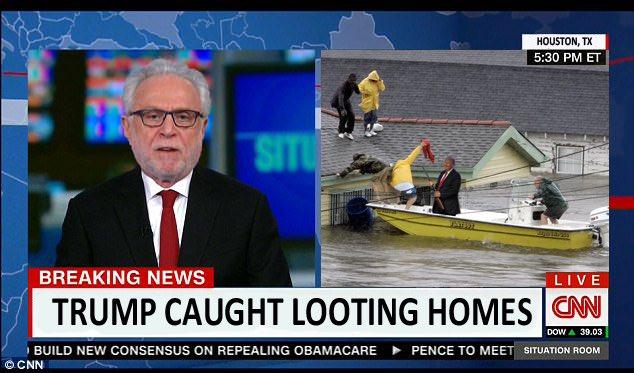 HOUSTON, TX
5:30 PM ET
SITU
BREAKING NEWS
TRUMP CAUGHT LOOTING HOMES
LIVE
CNN
DOW ▲ 39.03
BUILD NEW CONSENSUS ON REPEALING OBAMACARE ► PENCE TO MEET
SITUATION ROOM
© CNN